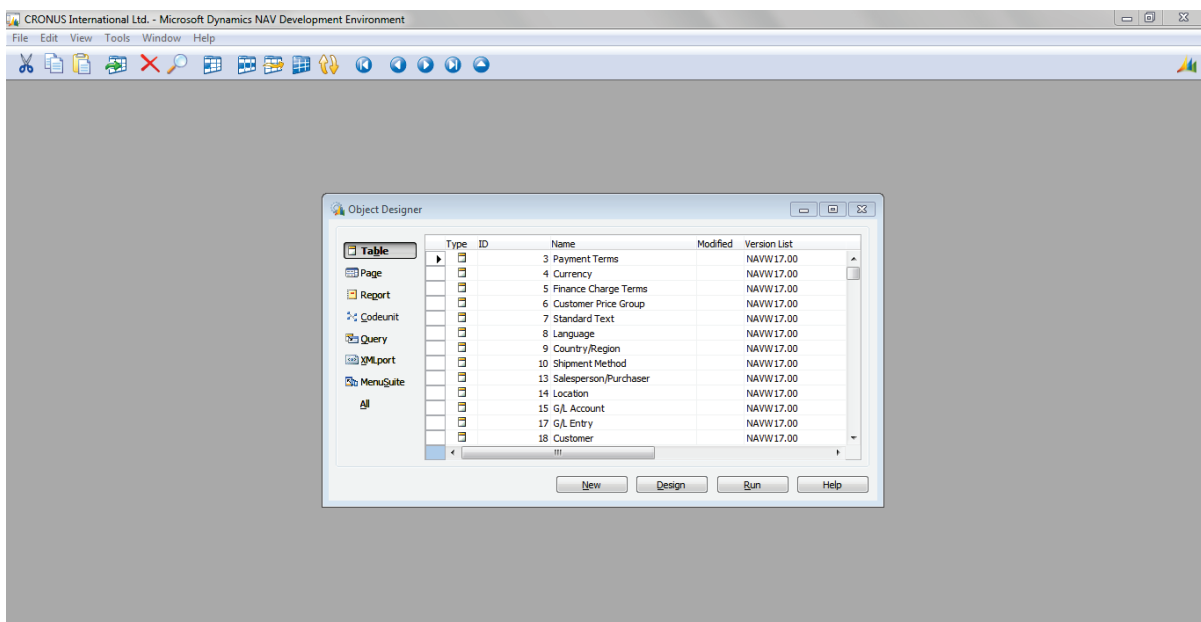 CRONUS International Ltd. - Microsoft Dynamics NAV Development Environment
File Edit View Tools Window Help
Object Designer
Table
Page
Report
Codeunit
Query
XMLport
MenuSuite
All
Type ID Name Modified Version List
3 Payment Terms NAVW17.00
4 Currency NAVW17.00
5 Finance Charge Terms NAVW17.00
6 Customer Price Group NAVW17.00
7 Standard Text NAVW17.00
8 Language NAVW17.00
9 Country/Region NAVW17.00
10 Shipment Method NAVW17.00
13 Salesperson/Purchaser NAVW17.00
14 Location NAVW17.00
15 G/L Account NAVW17.00
17 G/L Entry NAVW17.00
18 Customer NAVW17.00
New Design Run Help